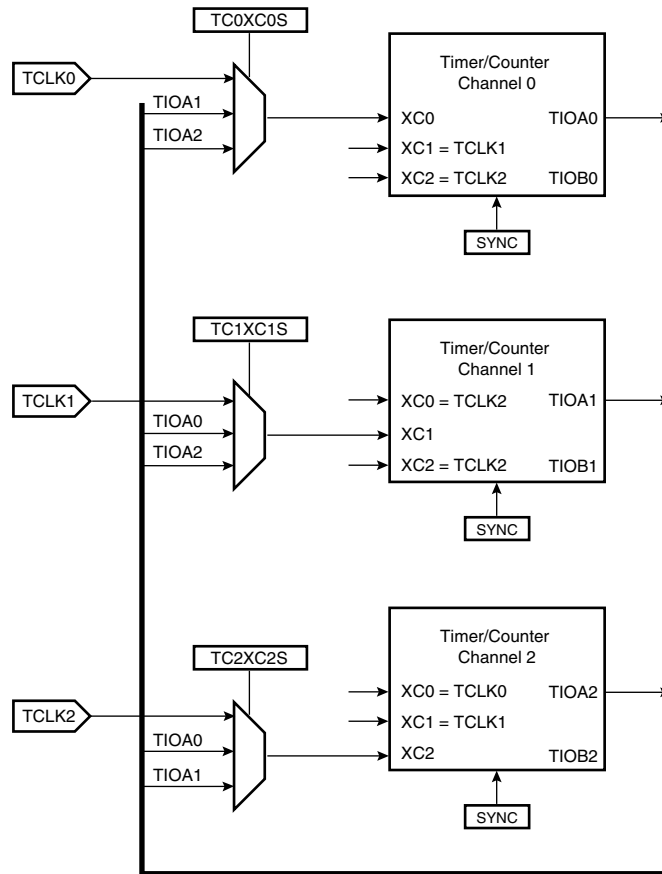 TC0XC0S
TCLK0
TIOA1
TIOA2
Timer/Counter
Channel 0
XC0
TIOA0
XC1 = TCLK1
XC2 = TCLK2
TIOB0
SYNC
TC1XC1S
TCLK1
TIOA0
TIOA2
Timer/Counter
Channel 1
XC0 = TCLK2
TIOA1
XC1
XC2 = TCLK2
TIOB1
SYNC
TC2XC2S
TCLK2
TIOA0
TIOA1
Timer/Counter
Channel 2
XC0 = TCLK0
TIOA2
XC1 = TCLK1
XC2
TIOB2
SYNC